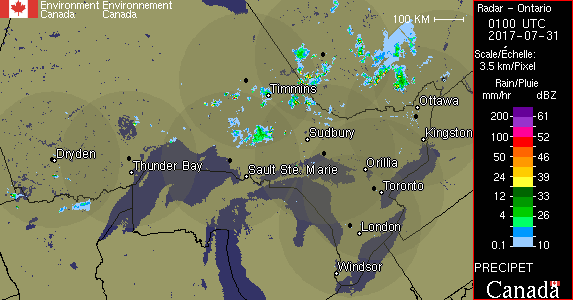 Environment Environnement
Canada Canada
100 KM
Timmins
Ottawa
Sudbury
Kingston
Dryden
Thunder Bay
Sault Ste. Marie
Orillia
Toronto
London
Windsor
Radar - Ontario
0100 UTC
2017-07-31
Scale/Échelle:
3.5 km/Pixel
Rain/Pluie
mm/hr dBZ
200 61
100 52
50 46
24 39
12 33
4 26
0.1 10
PRECIPET
Canada